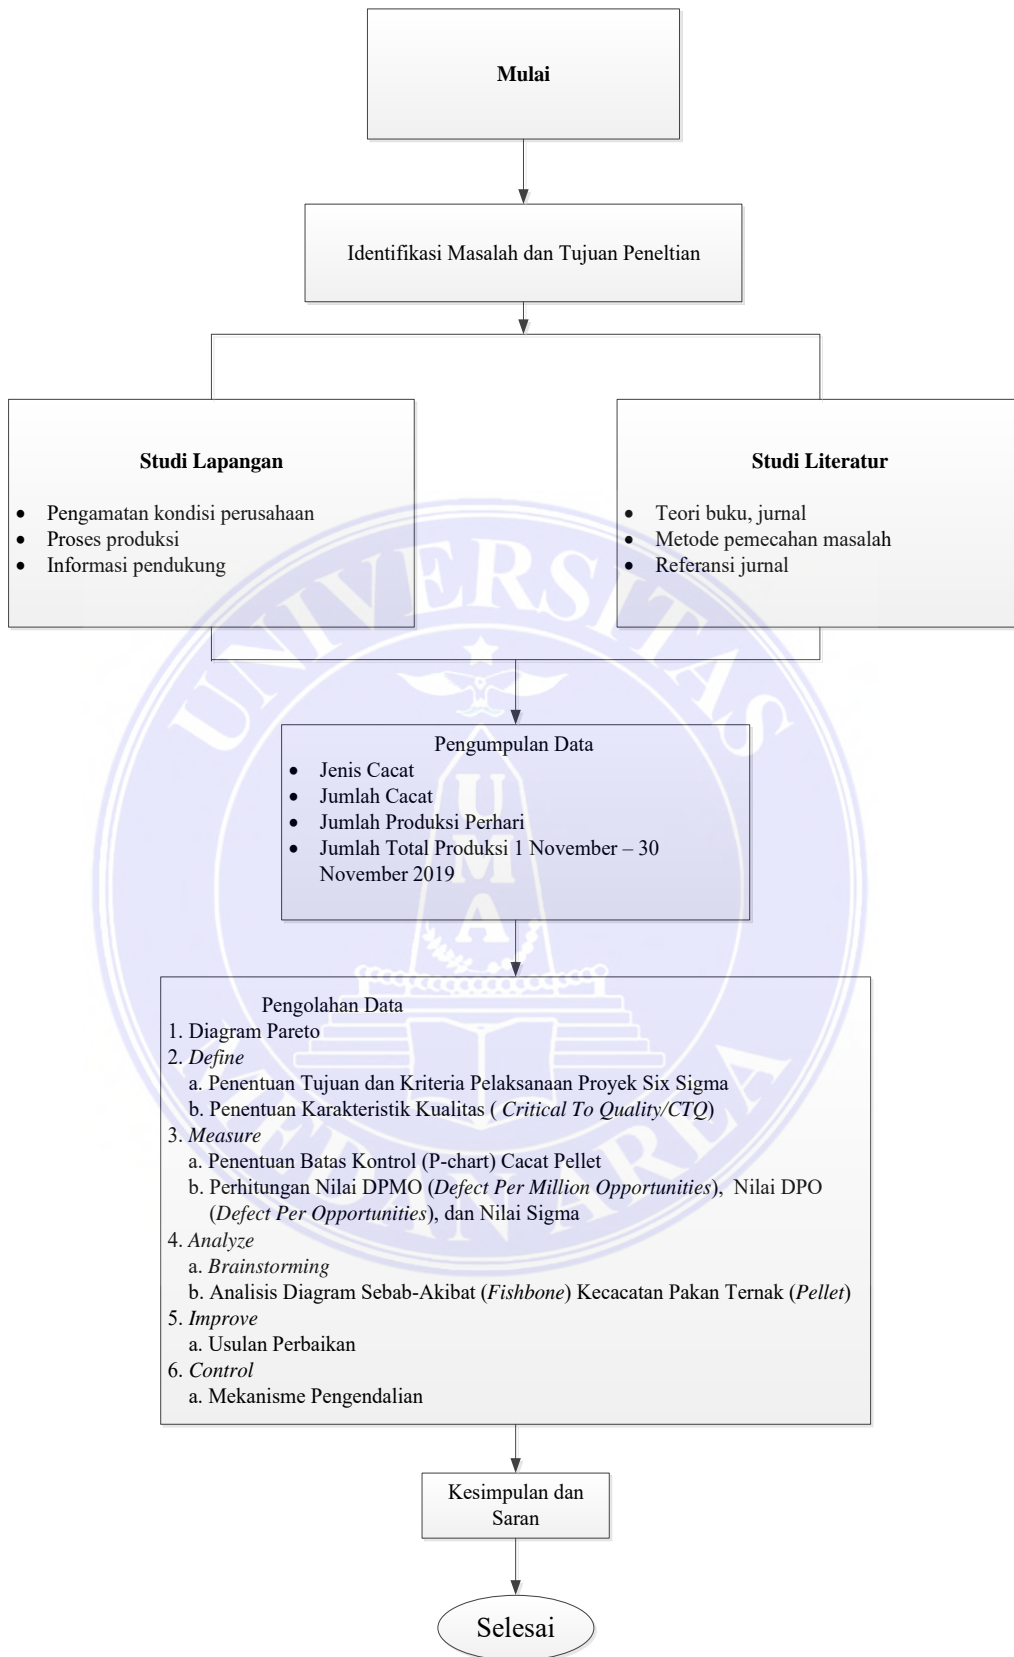 Mulai
Identifikasi Masalah dan Tujuan Peneltian
Studi Lapangan
• Pengamatan kondisi perusahaan
• Proses produksi
• Informasi pendukung
Studi Literatur
• Teori buku, jurnal
• Metode pemecahan masalah
• Referansi jurnal
UNIVERSITAS
UMA
MEDAN AREA
Pengumpulan Data
• Jenis Cacat
• Jumlah Cacat
• Jumlah Produksi Perhari
• Jumlah Total Produksi 1 November – 30
November 2019
Pengolahan Data
1. Diagram Pareto
2. Define
a. Penentuan Tujuan dan Kriteria Pelaksanaan Proyek Six Sigma
b. Penentuan Karakteristik Kualitas ( Critical To Quality/CTQ)
3. Measure
a. Penentuan Batas Kontrol (P-chart) Cacat Pellet
b. Perhitungan Nilai DPMO (Defect Per Million Opportunities), Nilai DPO
(Defect Per Opportunities), dan Nilai Sigma
4. Analyze
a. Brainstorming
b. Analisis Diagram Sebab-Akibat (Fishbone) Kecacatan Pakan Ternak (Pellet)
5. Improve
a. Usulan Perbaikan
6. Control
a. Mekanisme Pengendalian
Kesimpulan dan
Saran
Selesai